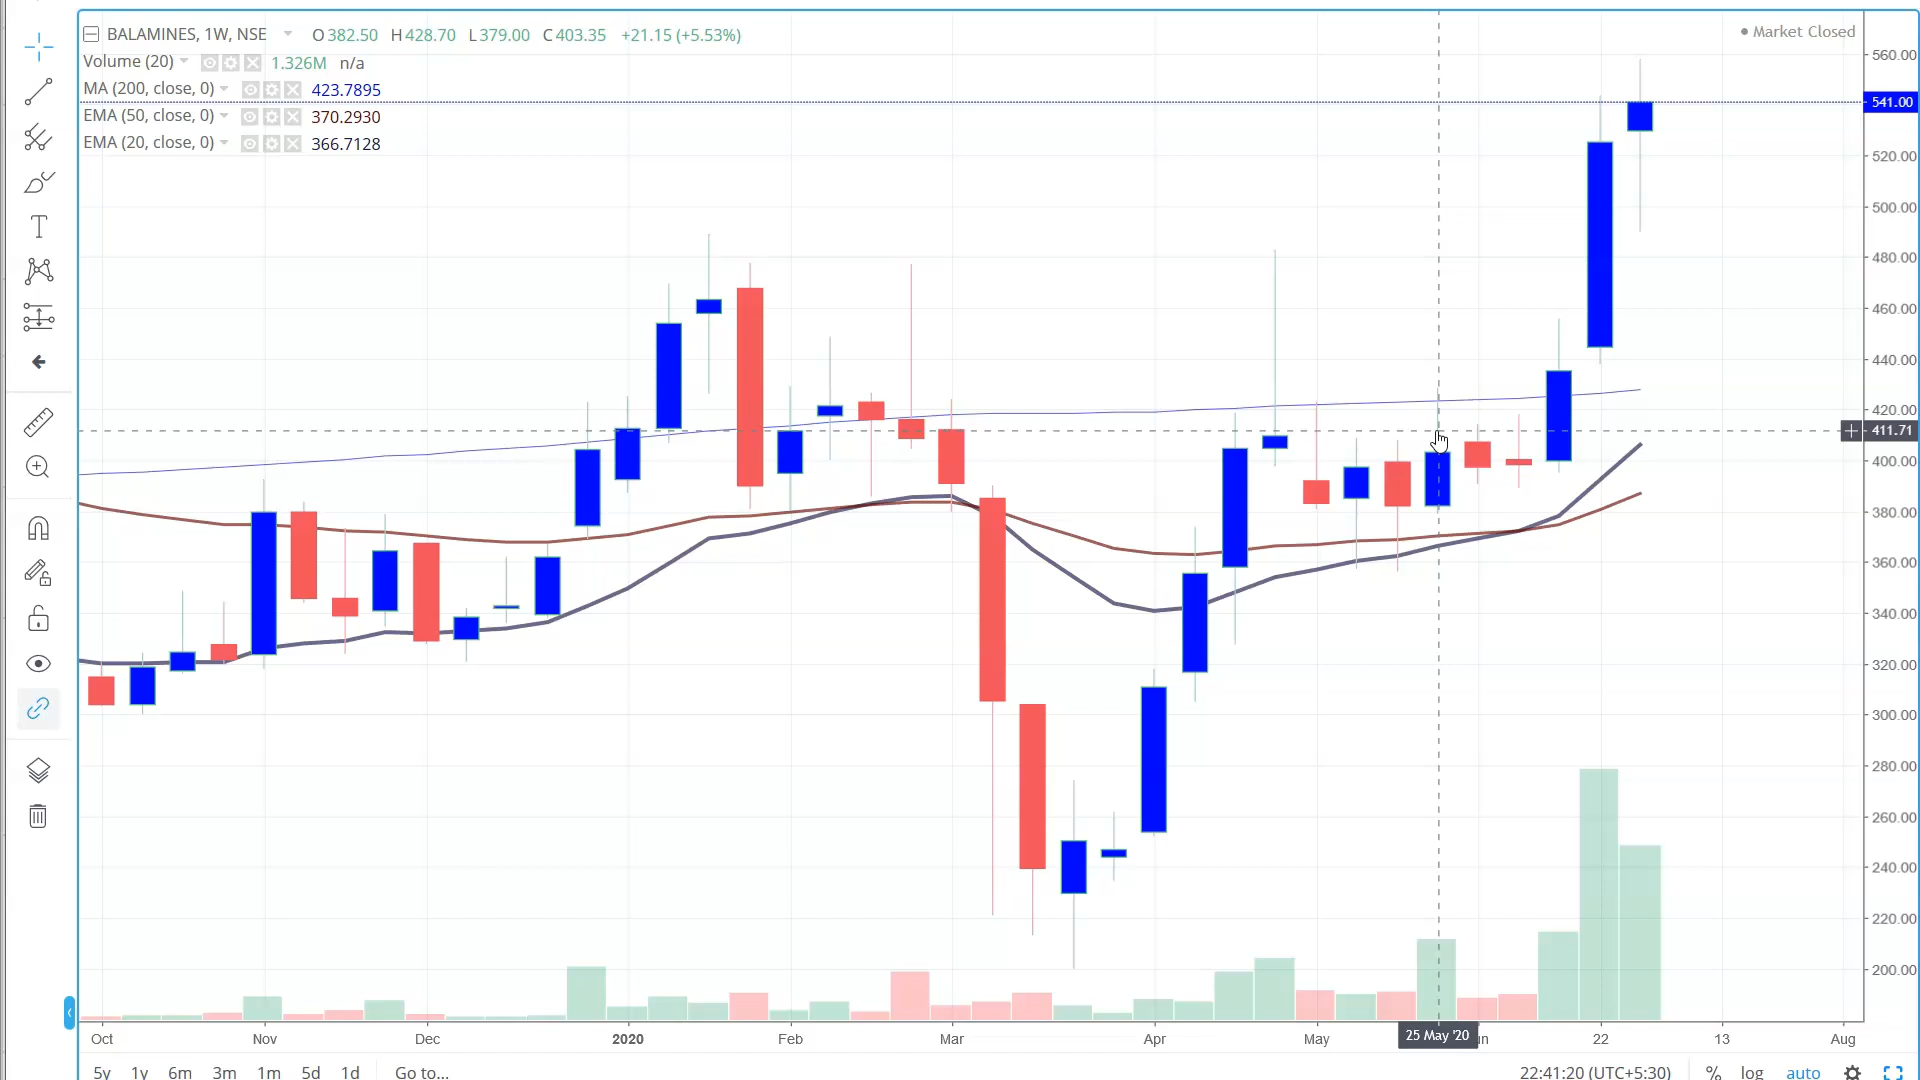 BALAMINES, 1W, NSE O382.50 H428.70 L379.00 C403.35 +21.15 (+5.53%)
Market Closed
Volume (20) 1.326M n/a
MA (200, close, 0) 423.7895
EMA (50, close, 0) 370.2930
EMA (20, close, 0) 366.7128
560.00
541.00
520.00
500.00
480.00
460.00
440.00
420.00
411.71
400.00
380.00
360.00
340.00
320.00
300.00
280.00
260.00
240.00
220.00
200.00
Oct Nov Dec 2020 Feb Mar Apr May 25 May '20 22 13 Aug
5y 1y 6m 3m 1m 5d 1d Go to... 22:41:20 (UTC+5:30) % log auto